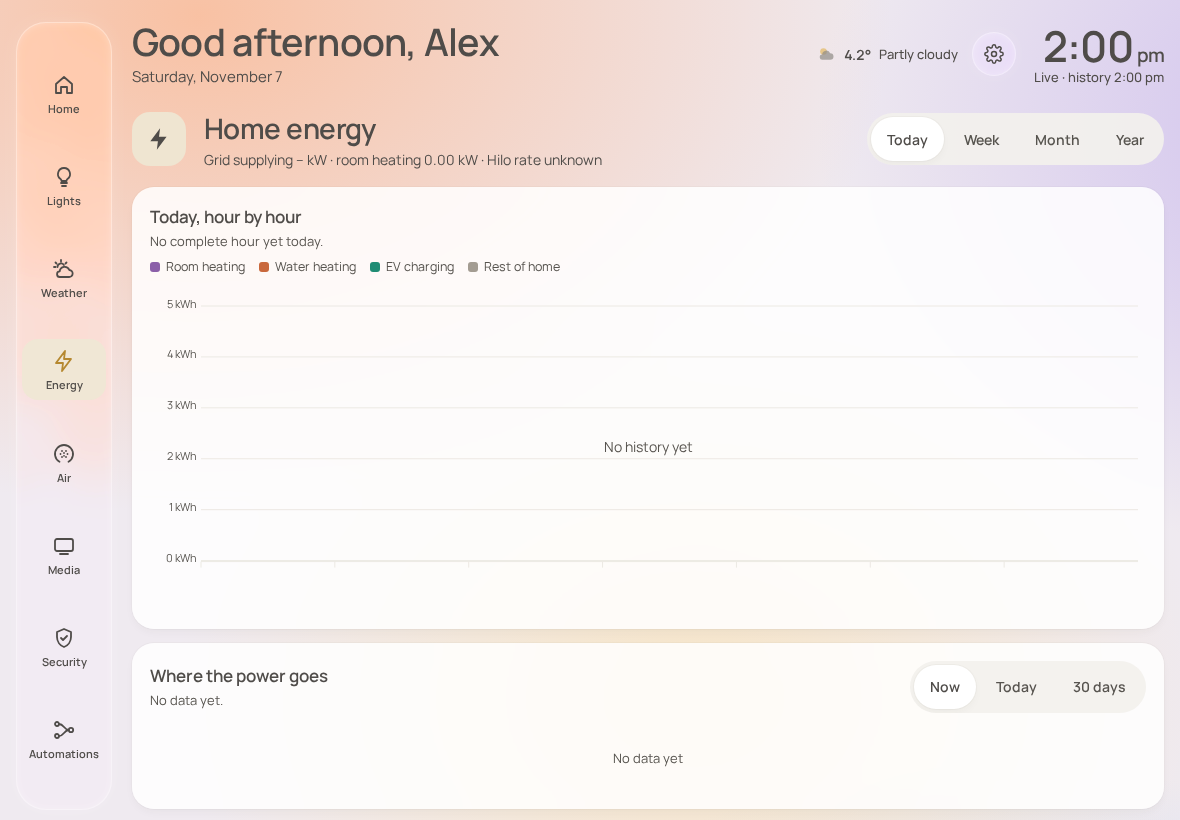 Good afternoon, Alex
Saturday, November 7
4.2° Partly cloudy
2:00 pm
Live · history 2:00 pm
Home
Lights
Weather
Energy
Air
Media
Security
Automations
Home energy
Grid supplying – kW · room heating 0.00 kW · Hilo rate unknown
Today Week Month Year
Today, hour by hour
No complete hour yet today.
Room heating Water heating EV charging Rest of home
5 kWh
4 kWh
3 kWh
No history yet
2 kWh
1 kWh
0 kWh
Where the power goes
No data yet.
Now Today 30 days
No data yet